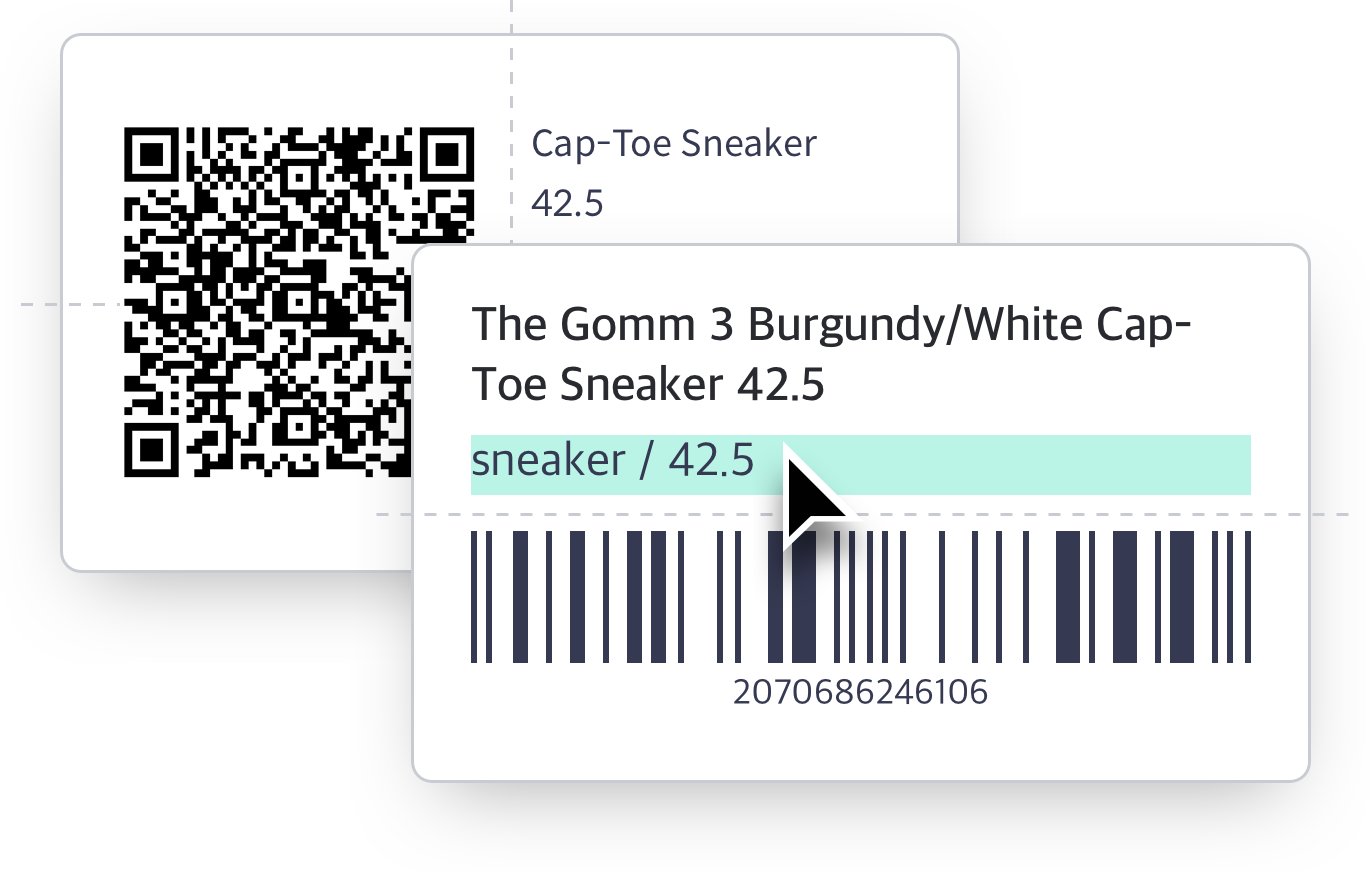 Cap-Toe Sneaker
42.5
The Gomm 3 Burgundy/White Cap-
Toe Sneaker 42.5
sneaker / 42.5
2070686246106